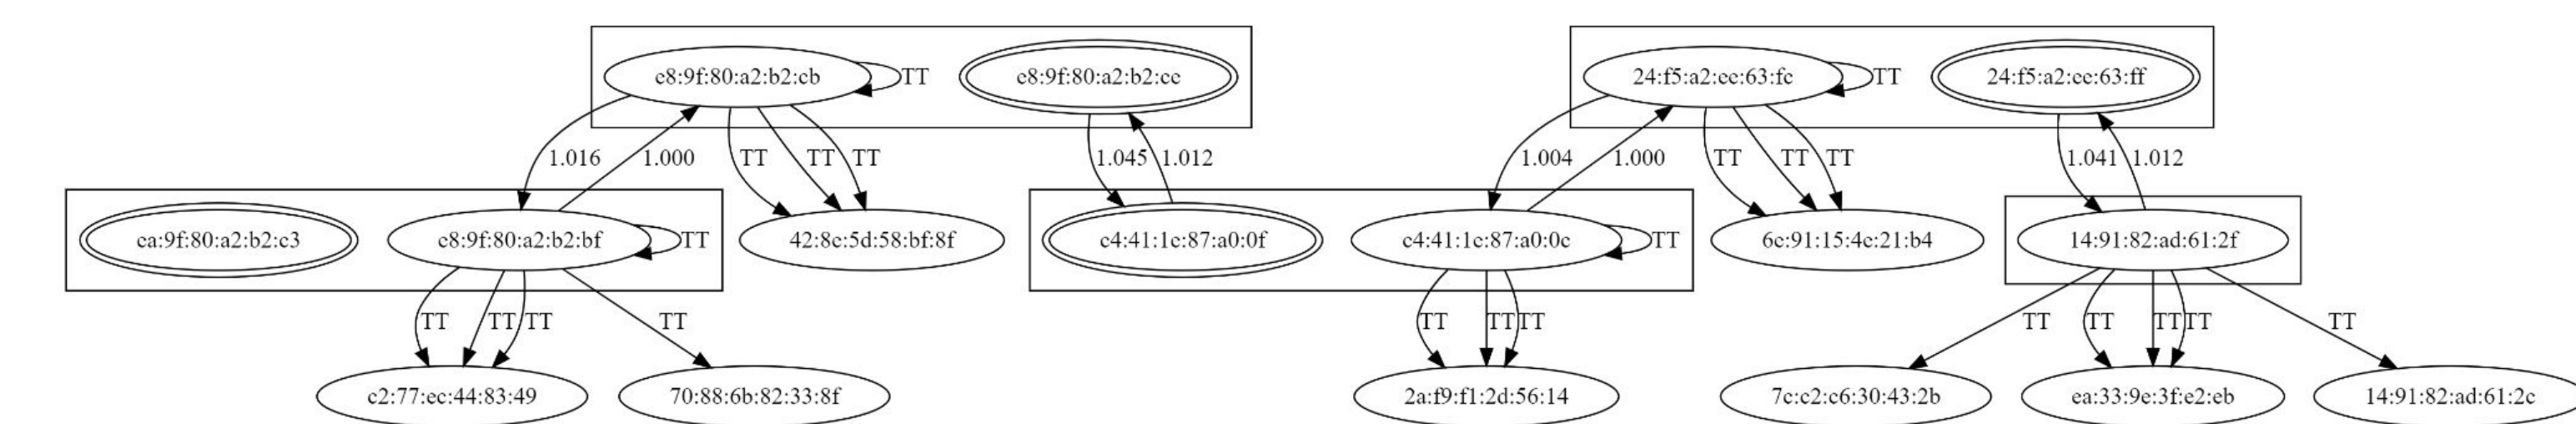 e8:9f:80:a2:b2:cb TT e8:9f:80:a2:b2:ce 24:f5:a2:ee:63:fc TT 24:f5:a2:ee:63:ff
1.016 1.000 TT TT TT 1.045 1.012 1.004 1.000 TT TT TT 1.041 1.012
ea:9f:80:a2:b2:c3 e8:9f:80:a2:b2:bf TT 42:8e:5d:58:bf:8f c4:41:1e:87:a0:0f c4:41:1e:87:a0:0c TT 6e:91:15:4e:21:b4 14:91:82:ad:61:2f
TT TT TT TT TT TT TT TT TT TT TT TT
c2:77:ec:44:83:49 70:88:6b:82:33:8f 2a:f9:f1:2d:56:14 7c:c2:c6:30:43:2b ea:33:9e:3f:e2:eb 14:91:82:ad:61:2c